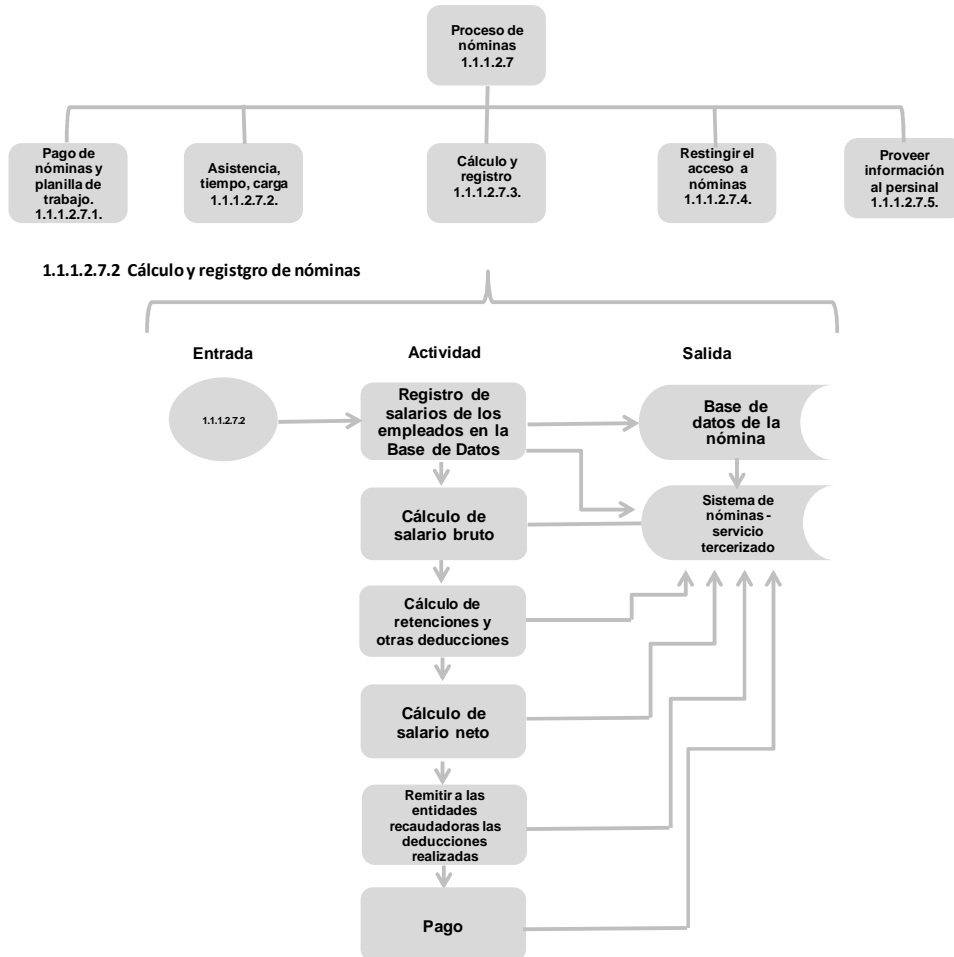 Proceso de
nóminas
1.1.1.2.7
Pago de
nóminas y
planilla de
trabajo.
1.1.1.2.7.1.
Asistencia,
tiempo, carga
1.1.1.2.7.2.
Cálculo y
registro
1.1.1.2.7.3.
Restingir el
acceso a
nóminas
1.1.1.2.7.4.
Proveer
información
al persinal
1.1.1.2.7.5.
1.1.1.2.7.2 Cálculo y registgro de nóminas
Entrada
Actividad
Salida
1.1.1.2.7.2
Registro de
salarios de los
empleados en la
Base de Datos
Base de
datos de la
nómina
Cálculo de
salario bruto
Sistema de
nóminas -
servicio
tercerizado
Cálculo de
retenciones y
otras deducciones
Cálculo de
salario neto
Remitir a las
entidades
recaudadoras las
deducciones
realizadas
Pago